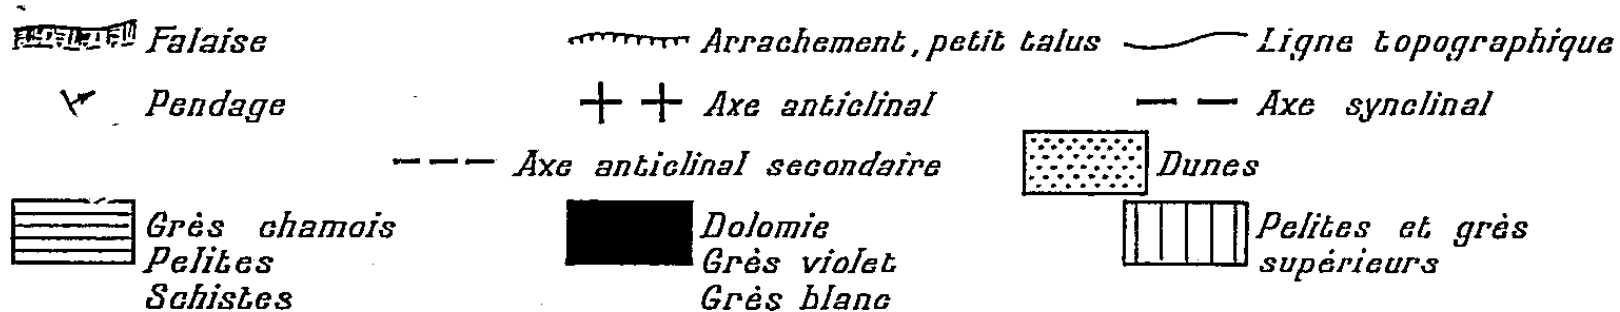 Falaise
Arrachement, petit talus
Ligne topographique
Pendage
Axe anticlinal
Axe synclinal
Axe anticlinal secondaire
Dunes
Grès chamois
Pelites
Schistes
Dolomie
Grès violet
Grès blanc
Pelites et grès
supérieurs